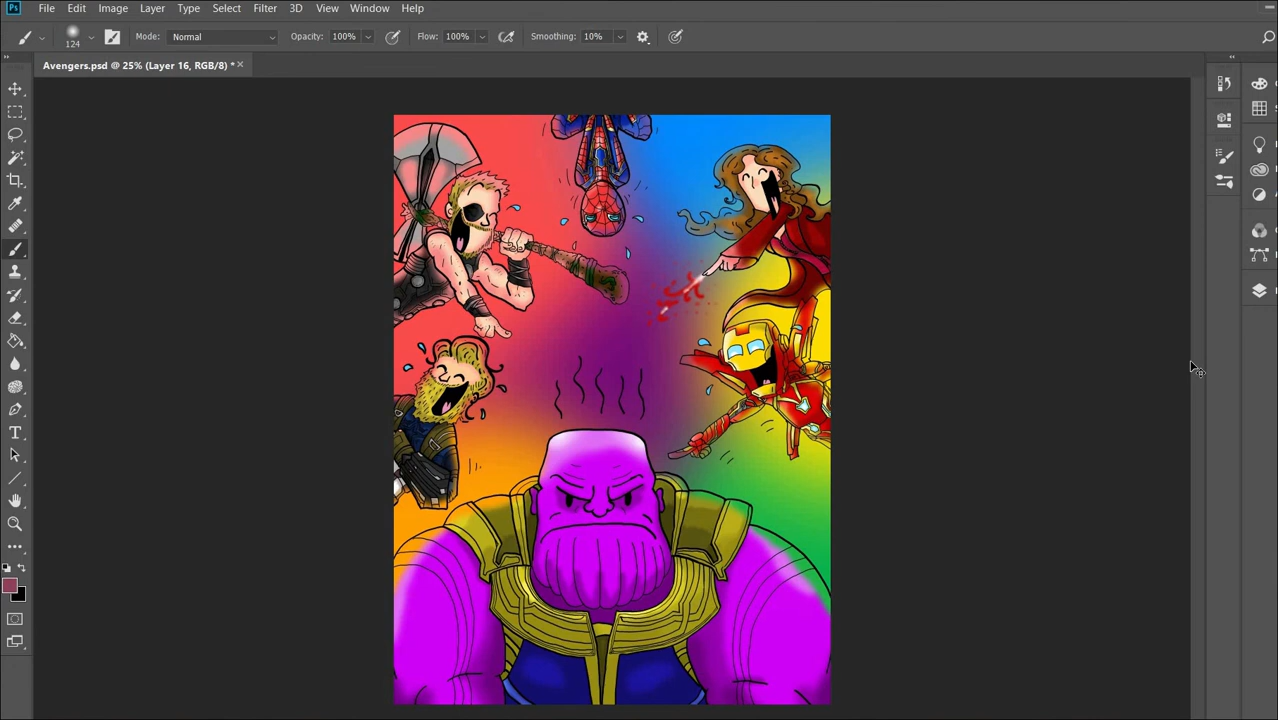 Ps File Edit Image Layer Type Select Filter 3D View Window Help
124 Mode: Normal Opacity: 100% Flow: 100% Smoothing: 10%
Avengers.psd @ 25% (Layer 16, RGB/8) *